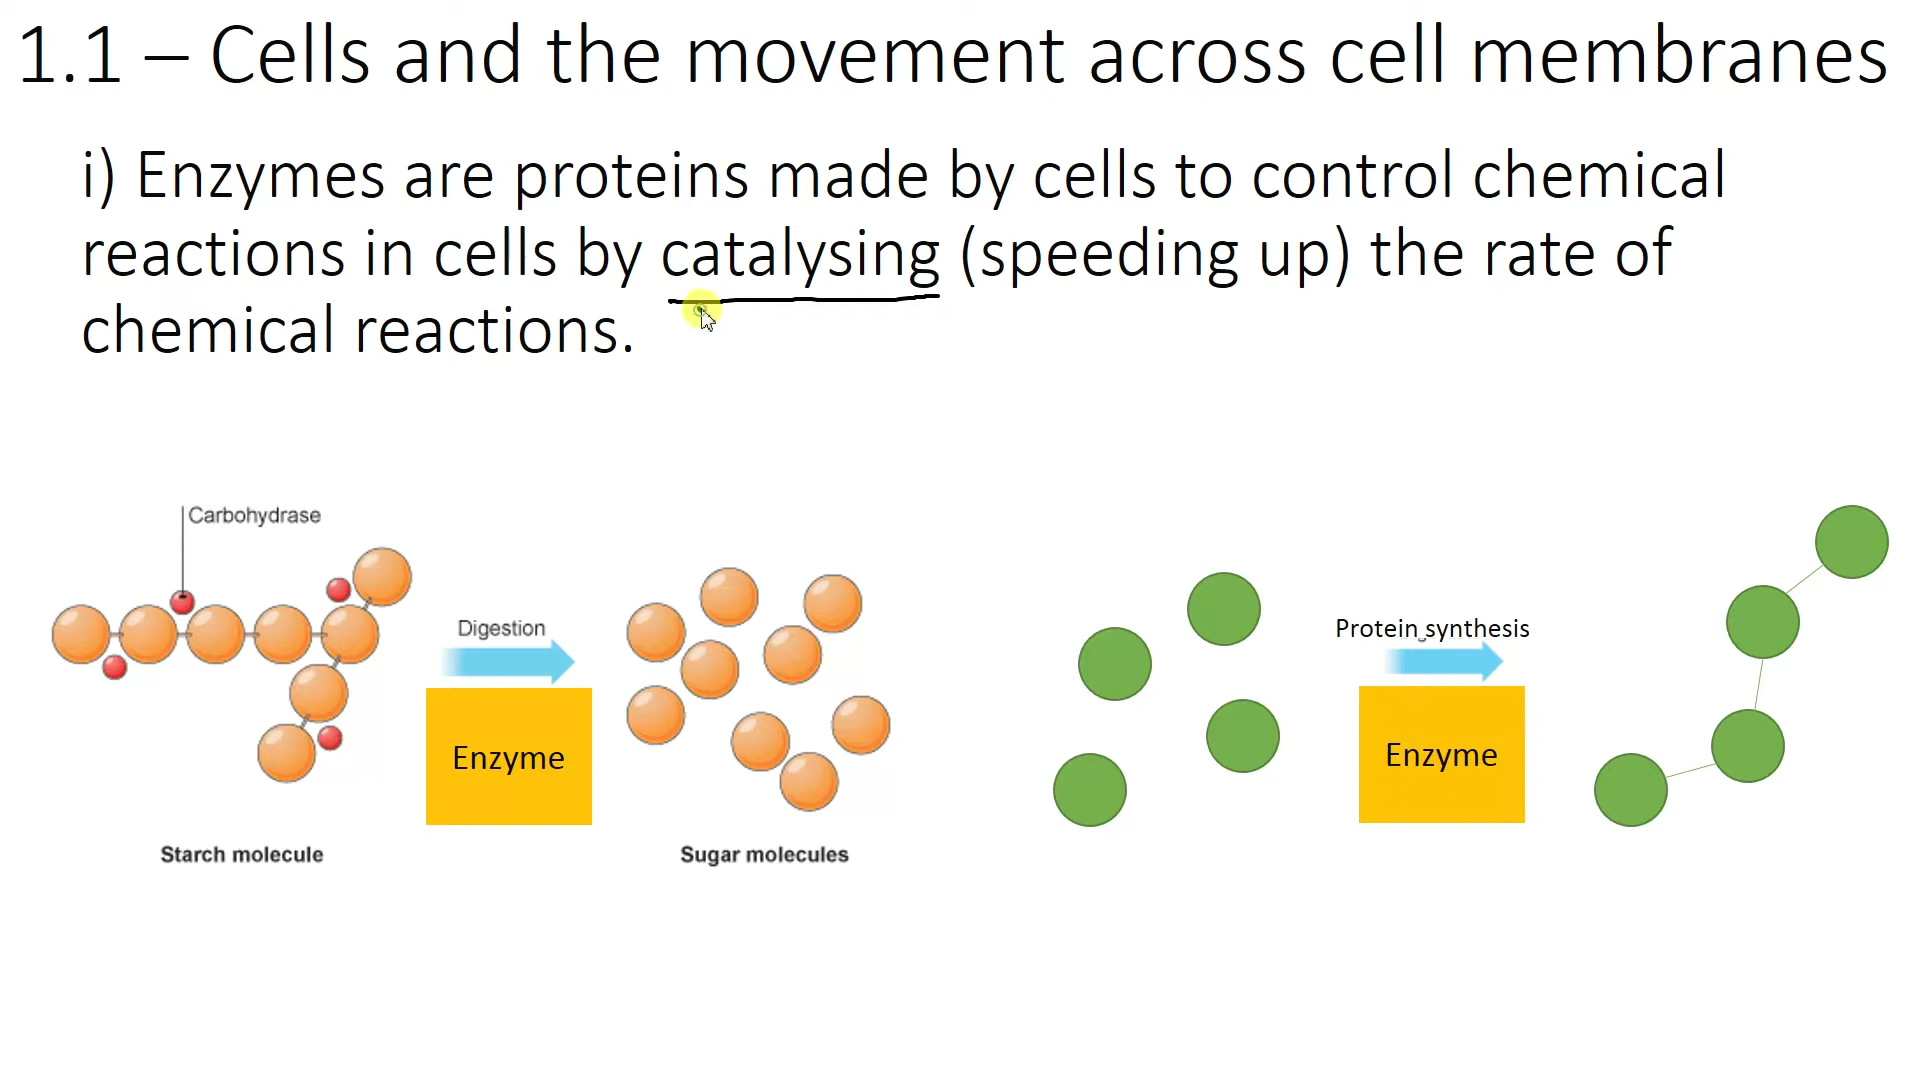 1.1 – Cells and the movement across cell membranes
i) Enzymes are proteins made by cells to control chemical
reactions in cells by catalysing (speeding up) the rate of
chemical reactions.
Carbohydrase
Digestion
Enzyme
Starch molecule
Sugar molecules
Protein synthesis
Enzyme